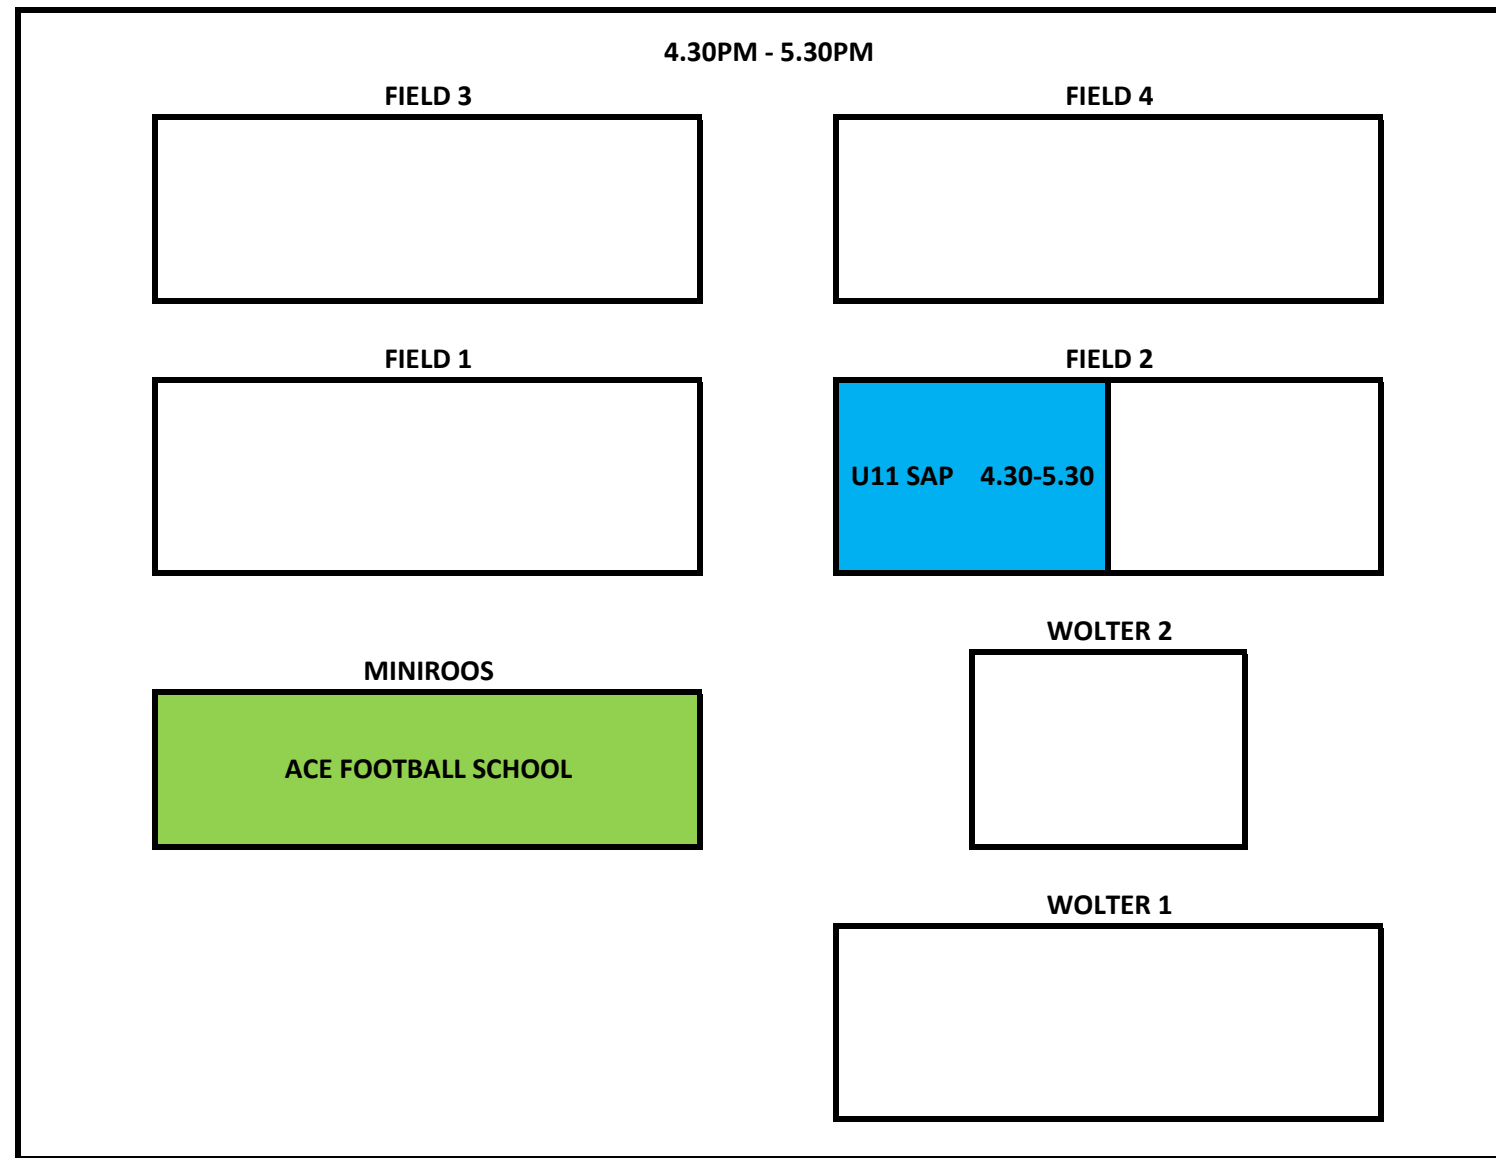 4.30PM - 5.30PM
FIELD 3
FIELD 4
FIELD 1
FIELD 2
U11 SAP    4.30-5.30
WOLTER 2
MINIROOS
ACE FOOTBALL SCHOOL
WOLTER 1